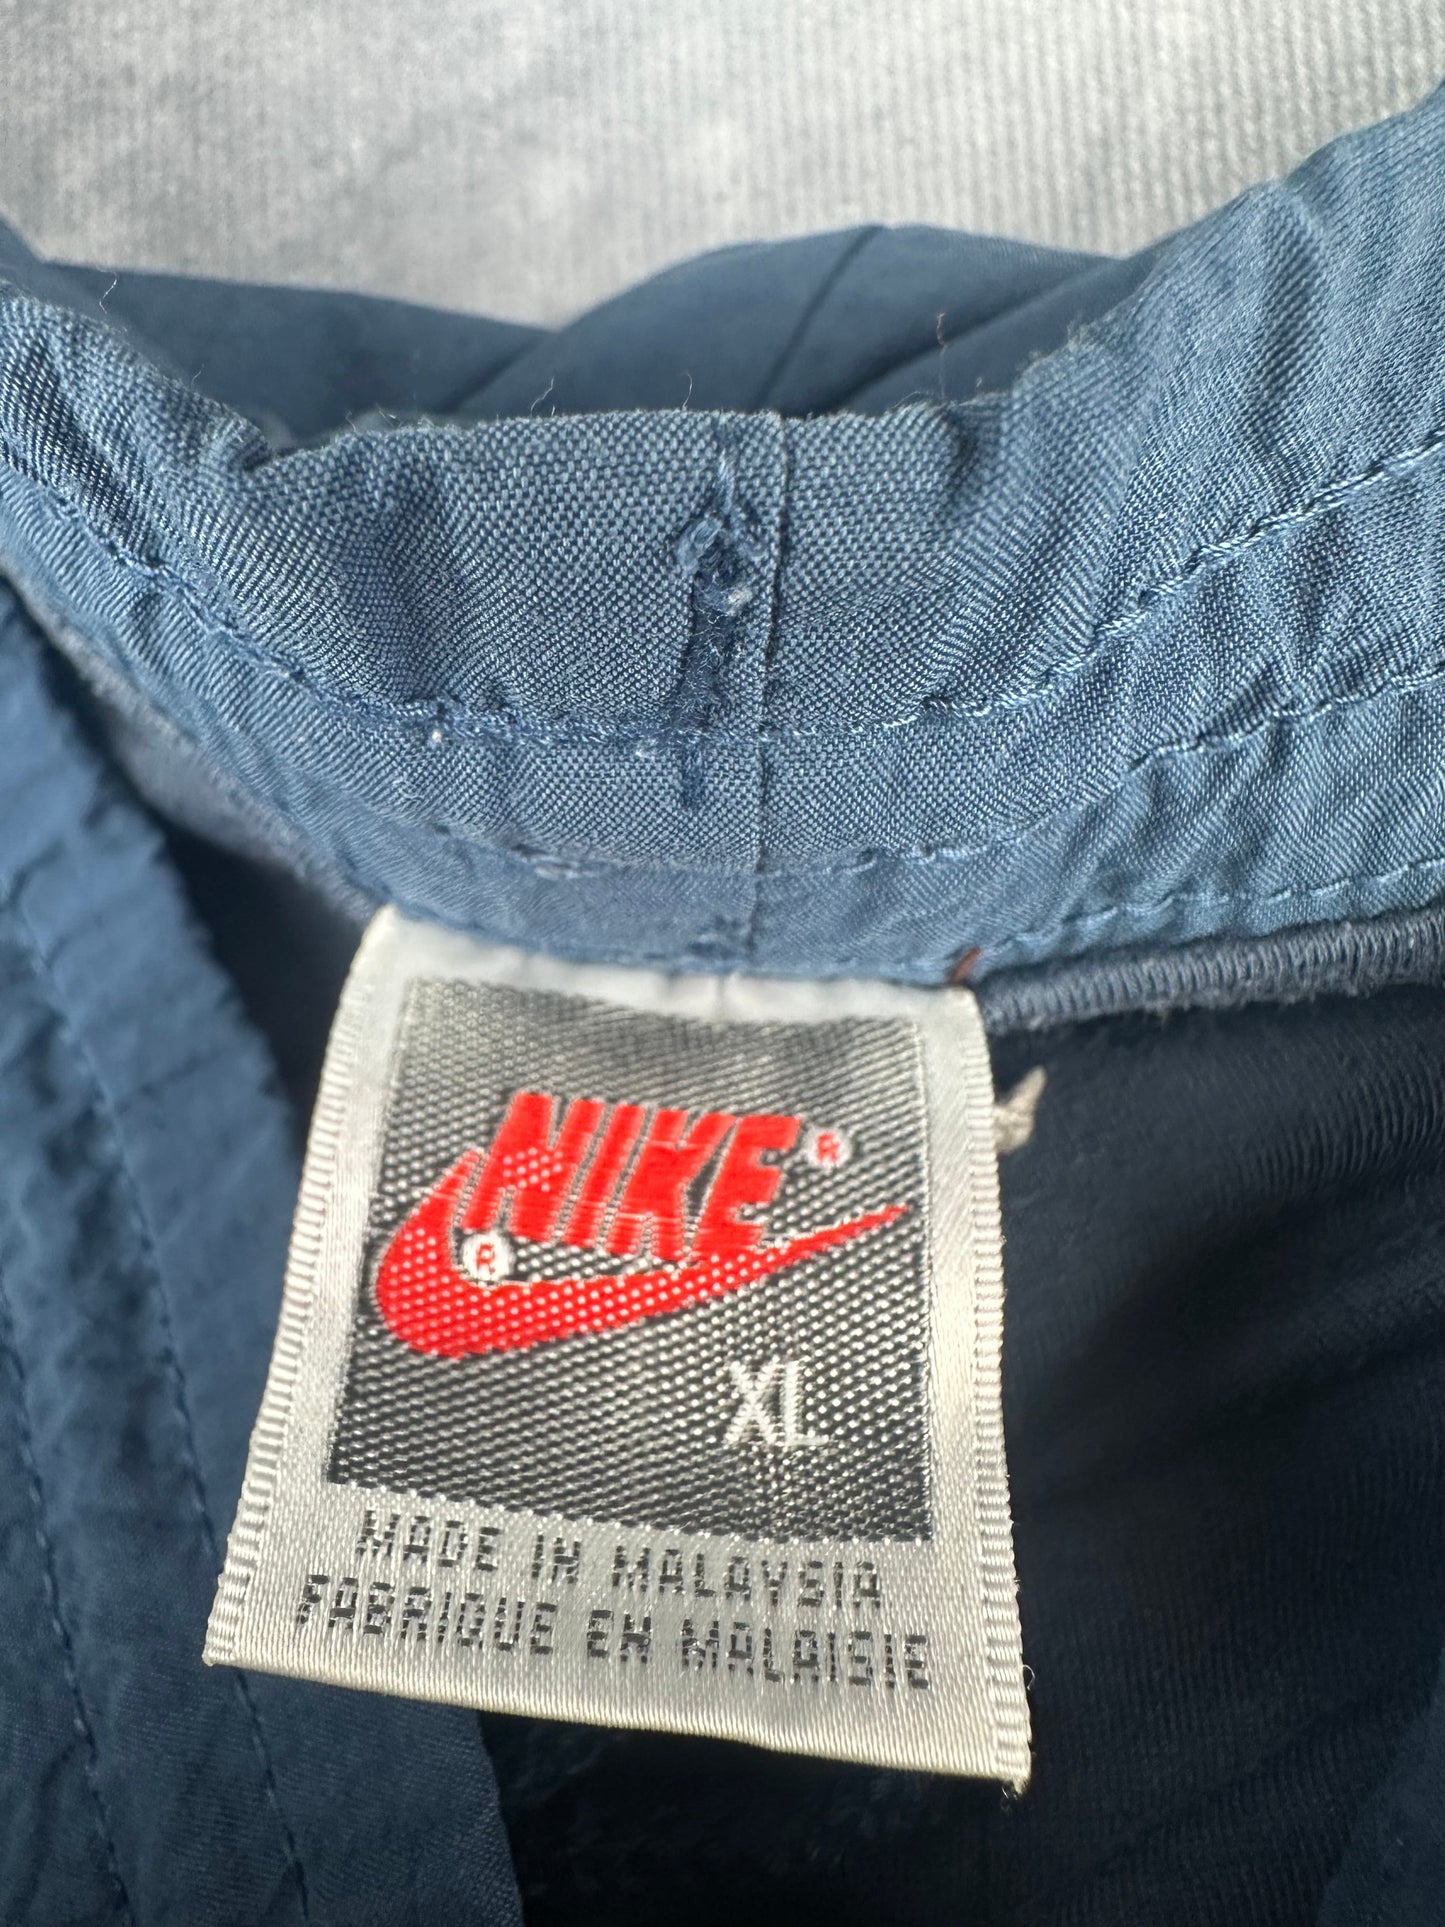 NIKE®
®
XL
MADE IN MALAYSIA
FABRIQUE EN MALAISIE